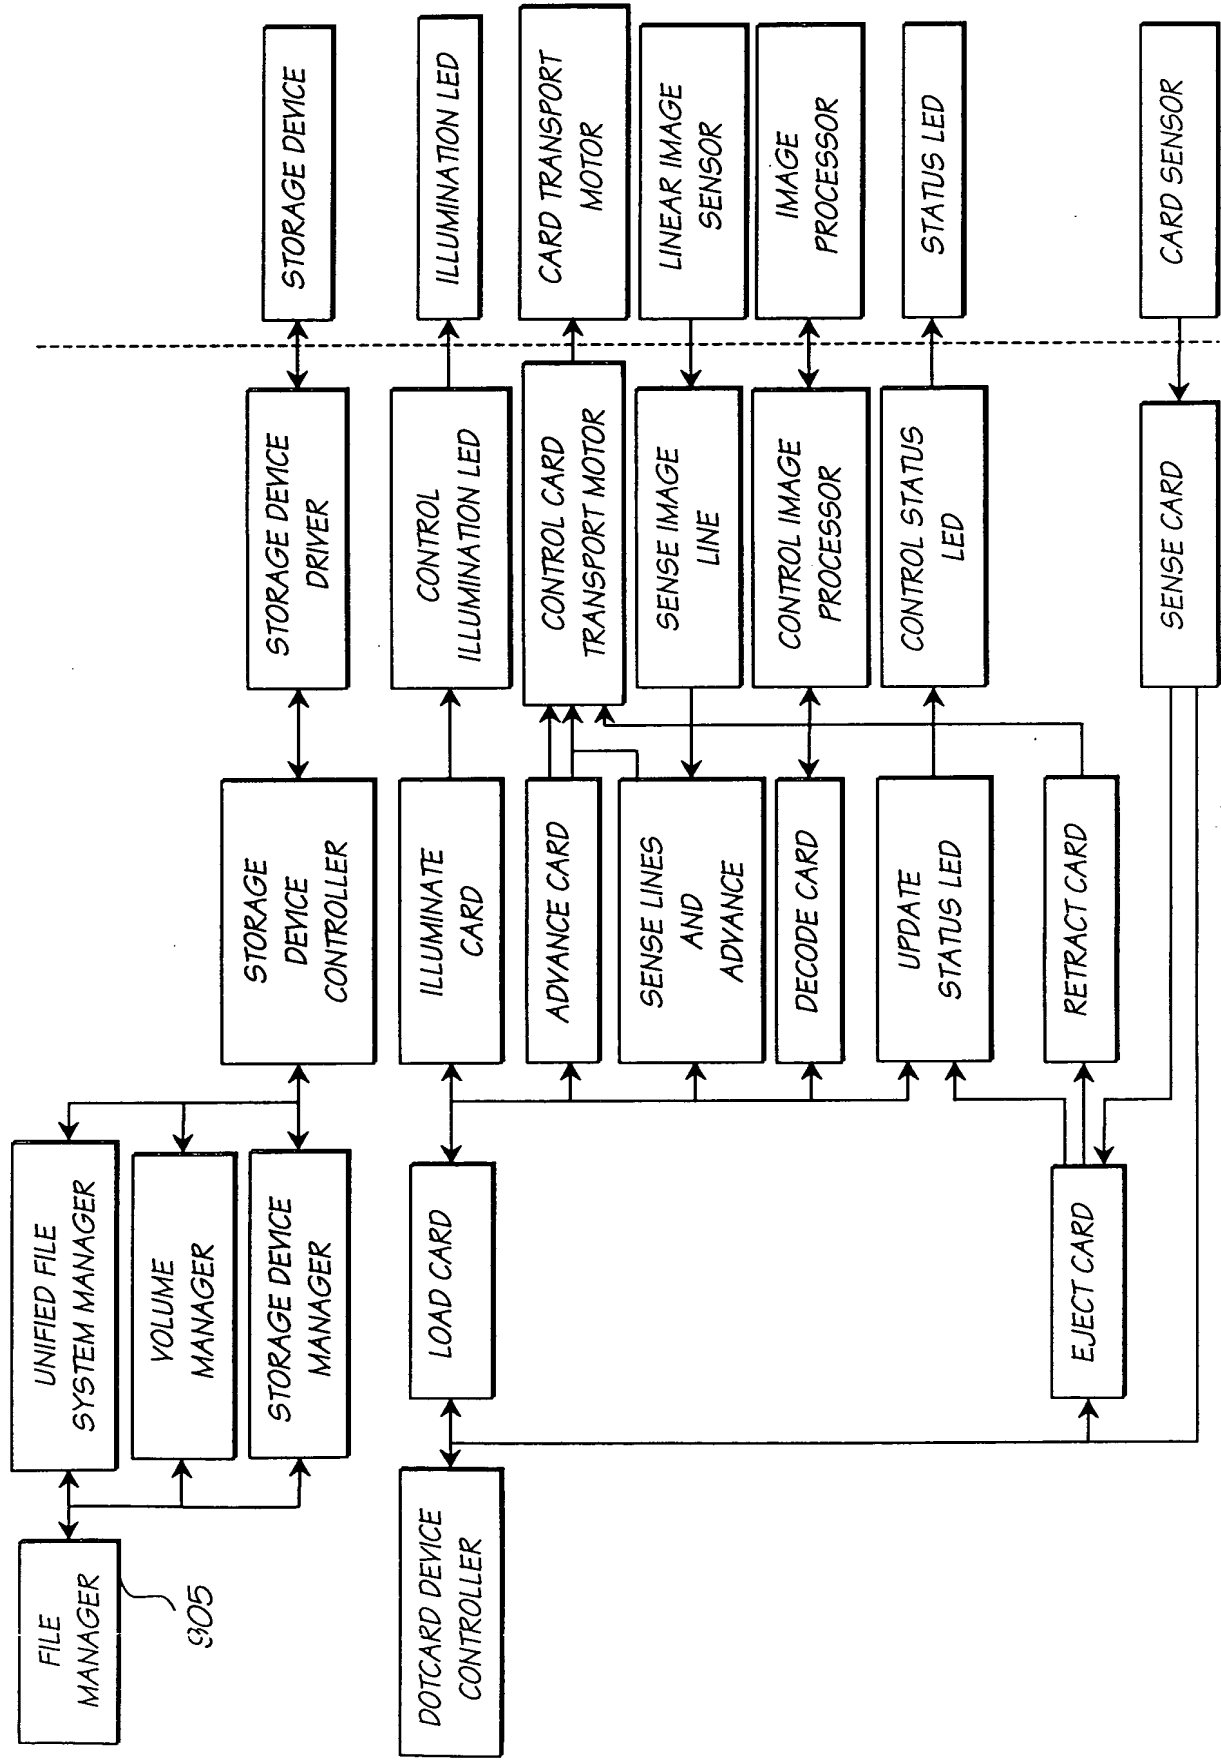 FILE
MANAGER
905
UNIFIED FILE
SYSTEM MANAGER
VOLUME
MANAGER
STORAGE DEVICE
MANAGER
STORAGE
DEVICE
CONTROLLER
STORAGE DEVICE
DRIVER
STORAGE DEVICE
DOTCARD DEVICE
CONTROLLER
LOAD CARD
ILLUMINATE
CARD
CONTROL
ILLUMINATION LED
ILLUMINATION LED
ADVANCE CARD
CONTROL CARD
TRANSPORT MOTOR
CARD TRANSPORT
MOTOR
SENSE LINES
AND
ADVANCE
SENSE IMAGE
LINE
LINEAR IMAGE
SENSOR
DECODE CARD
CONTROL IMAGE
PROCESSOR
IMAGE
PROCESSOR
UPDATE
STATUS LED
CONTROL STATUS
LED
STATUS LED
EJECT CARD
RETRACT CARD
SENSE CARD
CARD SENSOR